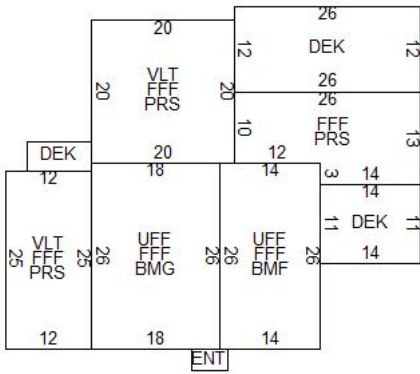 26
20
12 DEK 12
VLT
FFF
PRS
20 20
26
26
FFF
PRS
10 13
DEK
20
12
12
18
14
3 14
14
11 DEK 11
14
VLT
FFF
PRS
25 25
UFF
FFF
BMG
26 26
UFF
FFF
BMF
26 26
12
18
14
ENT